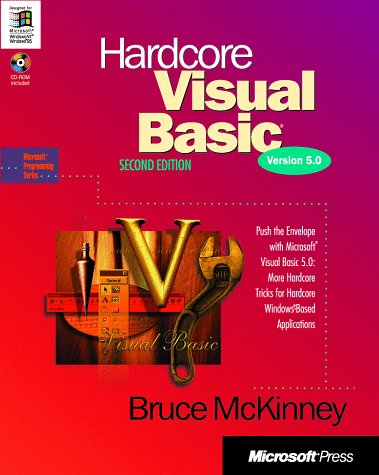 Designed for
Microsoft®
Windows NT®
Windows®95
CD-ROM
Included
Hardcore
Visual
Basic®
SECOND EDITION
Version 5.0
Microsoft®
Programming
Series
Push the Envelope
with Microsoft®
Visual Basic 5.0:
More Hardcore
Tricks for Hardcore
Windows®Based
Applications
General
V
A
Visual Basic
Bruce McKinney
Microsoft Press